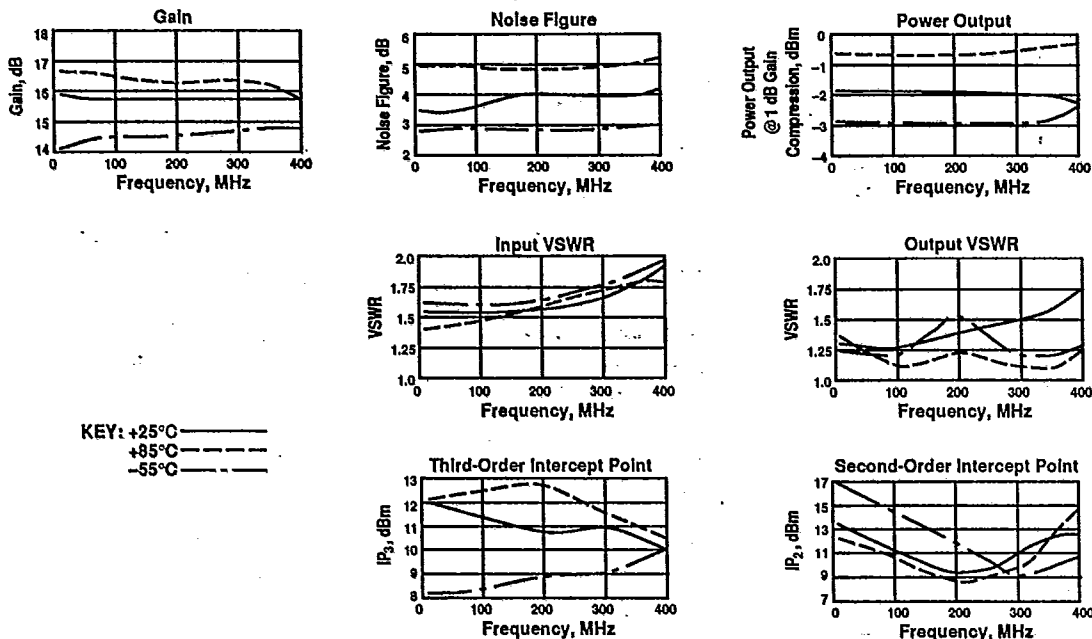 Gain
Gain, dB
18
17
16
15
14
0 100 200 300 400
Frequency, MHz
Noise Figure
Noise Figure, dB
6
5
4
3
2
0 100 200 300 400
Frequency, MHz
Power Output
Power Output
@ 1 dB Gain
Compression, dBm
0
–1
–2
–3
–4
0 100 200 300 400
Frequency, MHz
Input VSWR
VSWR
2.0
1.75
1.5
1.25
1.0
0 100 200 300 400
Frequency, MHz
Output VSWR
VSWR
2.0
1.75
1.5
1.25
1.0
0 100 200 300 400
Frequency, MHz
KEY: +25°C
+85°C
–55°C
Third-Order Intercept Point
IP3, dBm
13
12
11
10
9
8
0 100 200 300 400
Frequency, MHz
Second-Order Intercept Point
IP2, dBm
17
15
13
11
9
7
0 100 200 300 400
Frequency, MHz